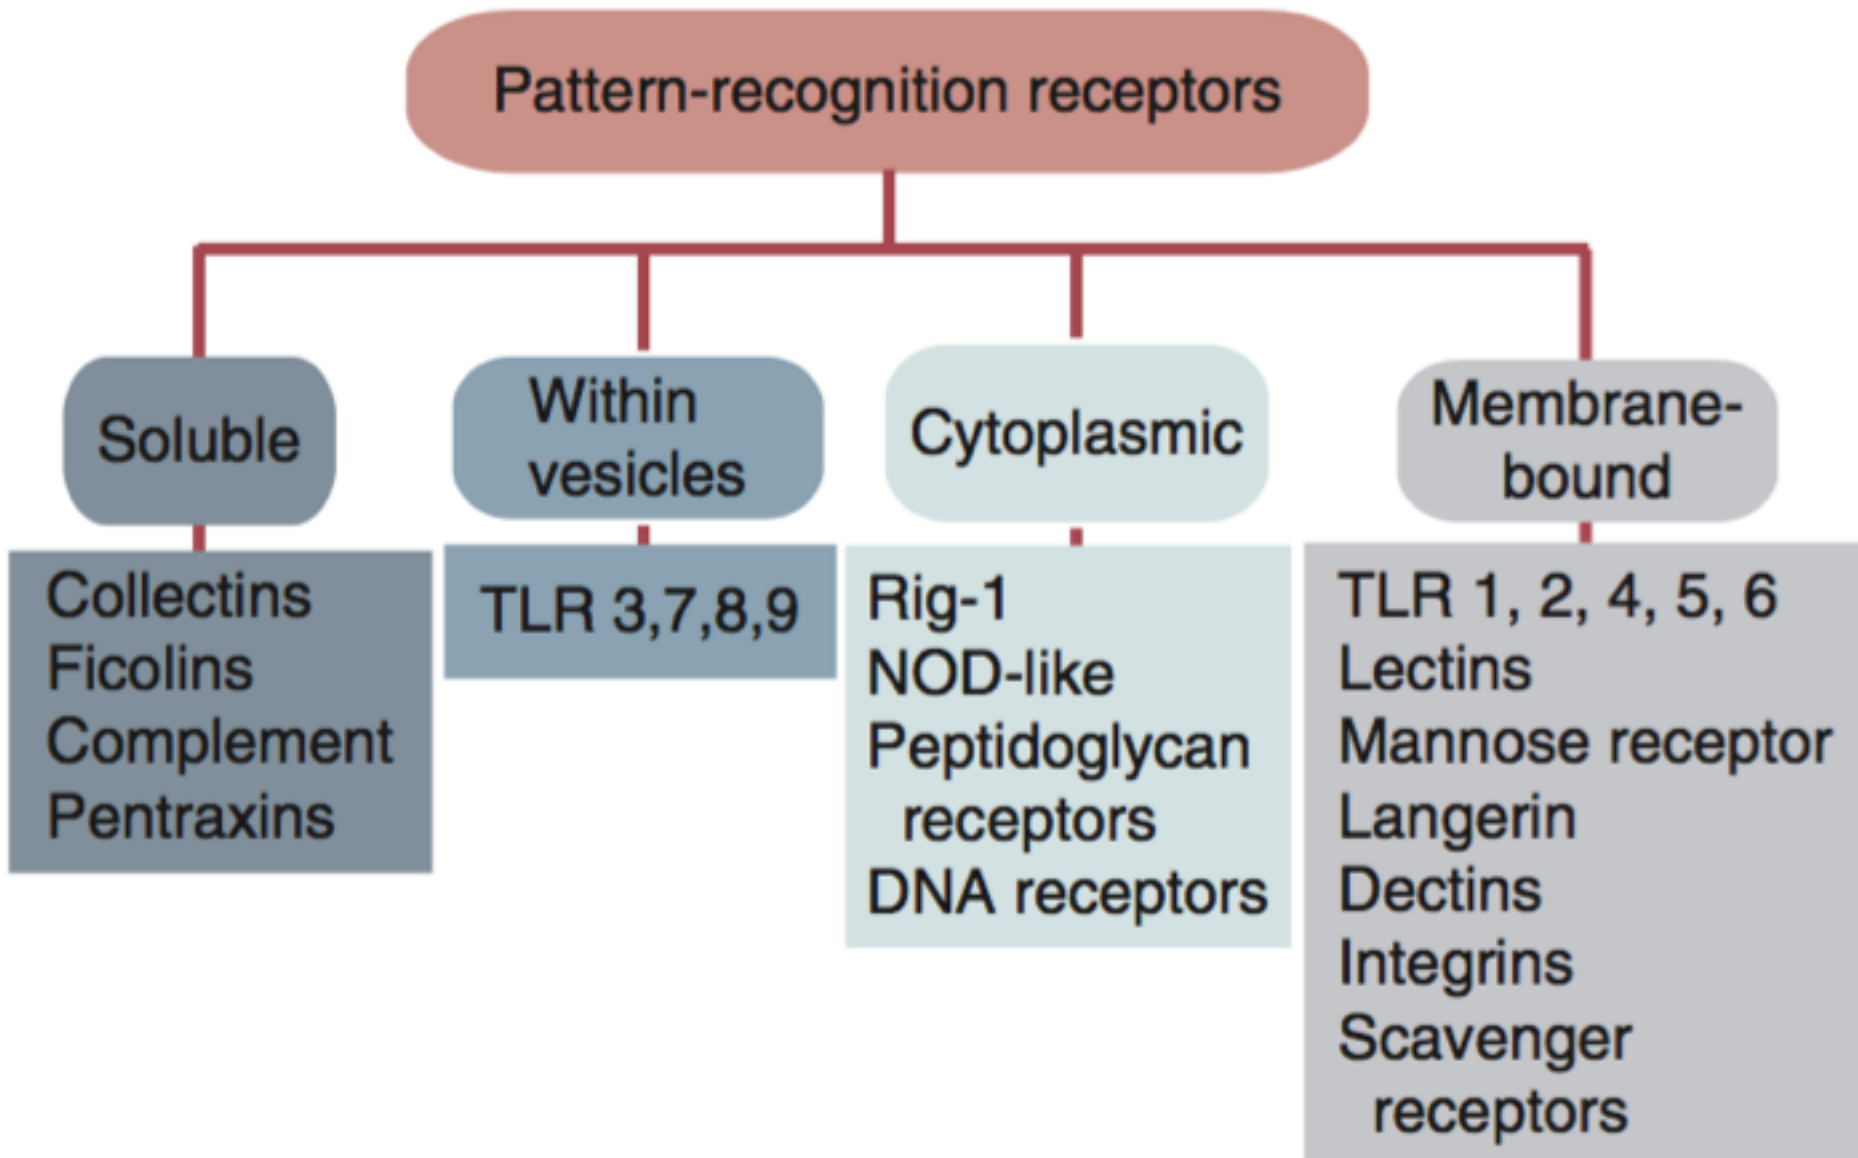 Pattern-recognition receptors
Soluble
Collectins
Ficolins
Complement
Pentraxins
Within
vesicles
TLR 3,7,8,9
Cytoplasmic
Rig-1
NOD-like
Peptidoglycan
receptors
DNA receptors
Membrane-
bound
TLR 1, 2, 4, 5, 6
Lectins
Mannose receptor
Langerin
Dectins
Integrins
Scavenger
receptors